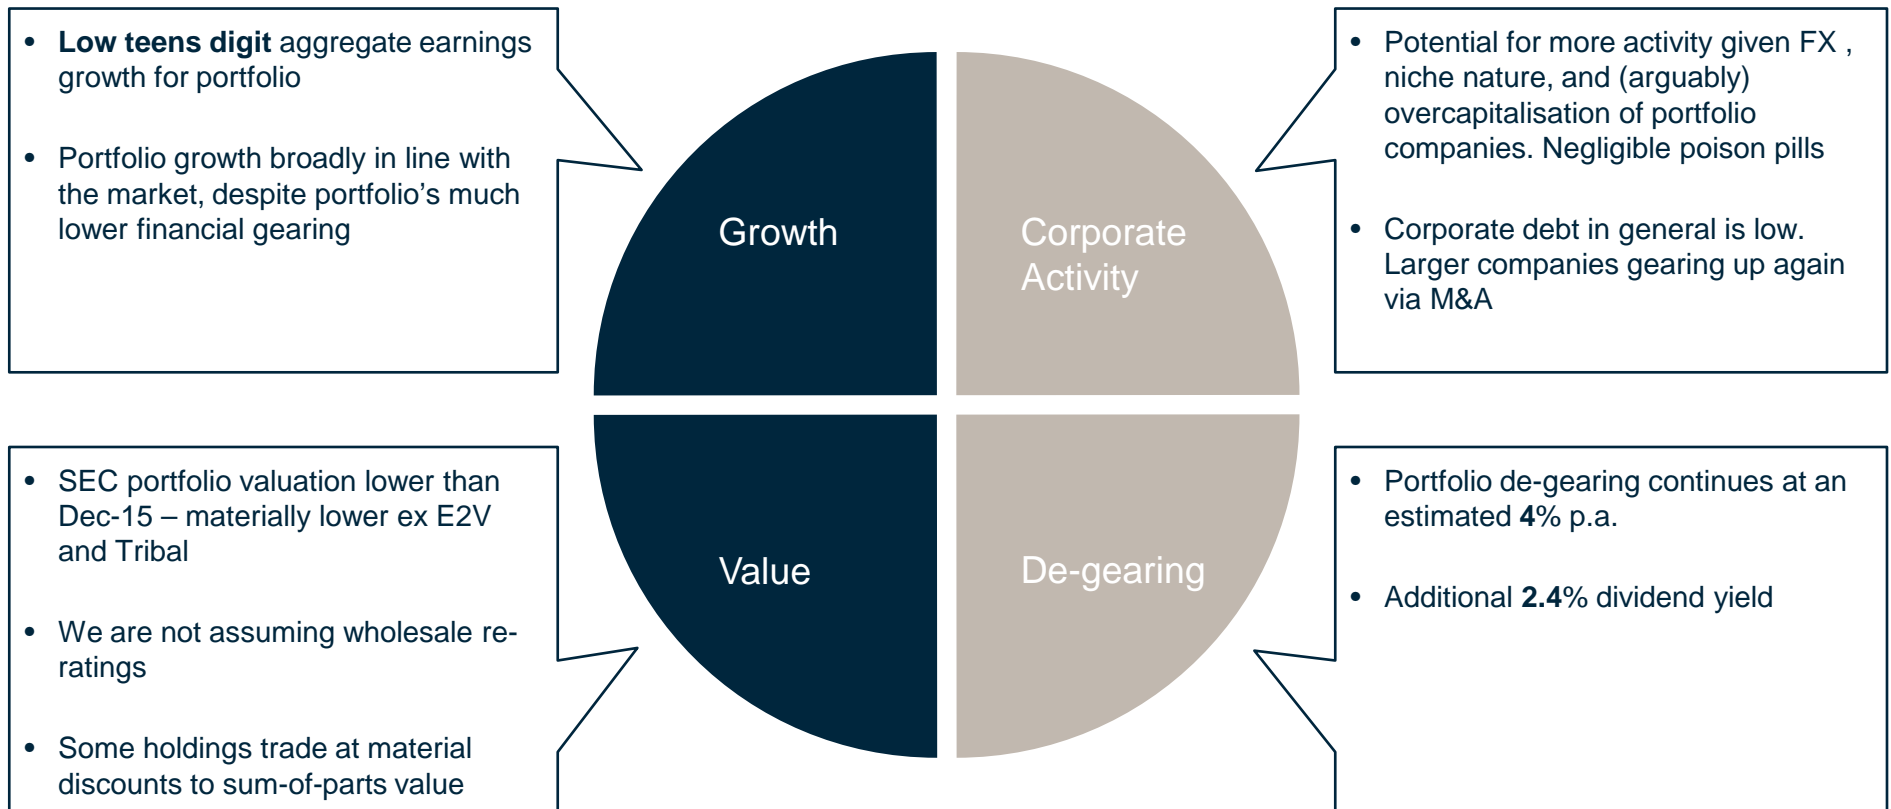 • Low teens digit aggregate earnings
growth for portfolio
• Portfolio growth broadly in line with
the market, despite portfolio's much
lower financial gearing
Growth
Corporate
Activity
• Potential for more activity given FX ,
niche nature, and (arguably)
overcapitalisation of portfolio
companies. Negligible poison pills
• Corporate debt in general is low.
Larger companies gearing up again
via M&A
• SEC portfolio valuation lower than
Dec-15 – materially lower ex E2V
and Tribal
• We are not assuming wholesale re-
ratings
• Some holdings trade at material
discounts to sum-of-parts value
Value
De-gearing
• Portfolio de-gearing continues at an
estimated 4% p.a.
• Additional 2.4% dividend yield